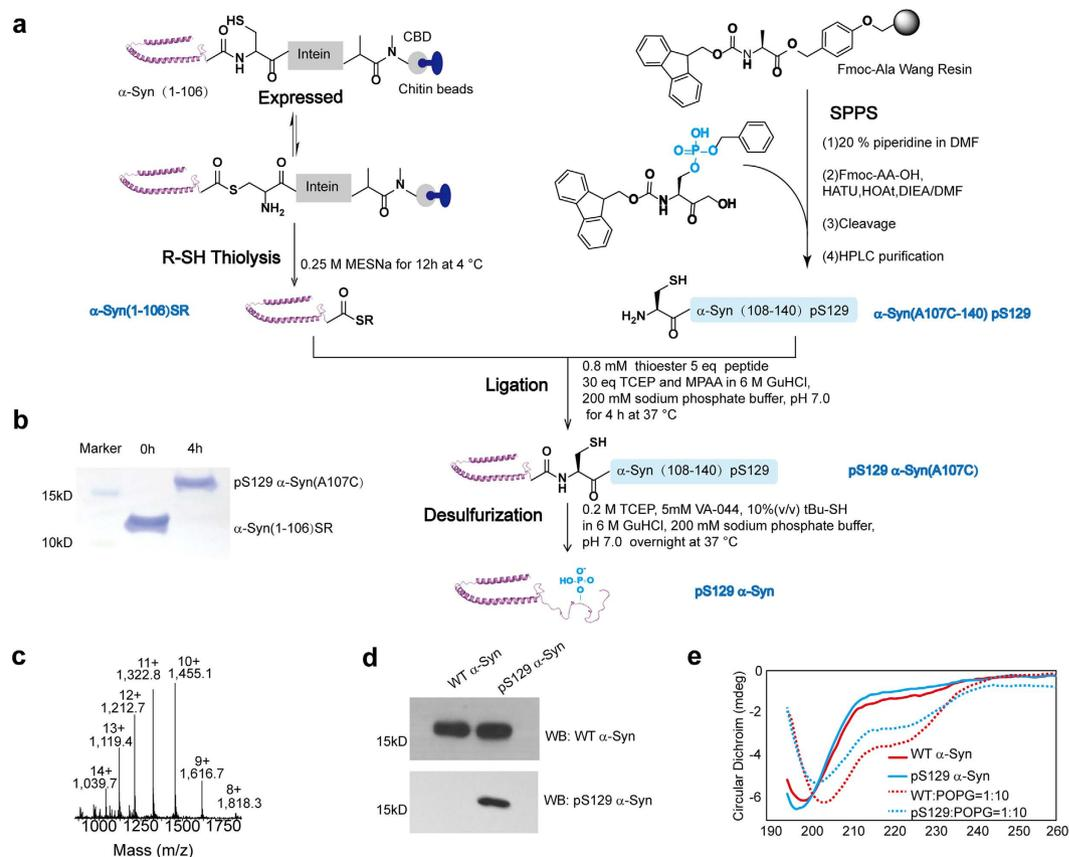 a
HS
O
N
H
O
Intein
O
N
CBD
Chitin beads
α-Syn（1-106）
Expressed
O
S
O
NH2
Intein
O
N
R-SH Thiolysis
0.25 M MESNa for 12h at 4 °C
α-Syn(1-106)SR
O
SR
O
O
N
H
O
O
O
Fmoc-Ala Wang Resin
SPPS
(1)20 % piperidine in DMF
(2)Fmoc-AA-OH,
HATU,HOAt,DIEA/DMF
(3)Cleavage
(4)HPLC purification
OH
O=P-O
O
O
O
N
H
O
OH
SH
H2N
O
α-Syn（108-140）pS129
α-Syn(A107C-140) pS129
Ligation
0.8 mM thioester 5 eq peptide
30 eq TCEP and MPAA in 6 M GuHCl,
200 mM sodium phosphate buffer, pH 7.0
for 4 h at 37 °C
SH
O
N
H
O
α-Syn（108-140）pS129
pS129 α-Syn(A107C)
Desulfurization
0.2 M TCEP, 5mM VA-044, 10%(v/v) tBu-SH
in 6 M GuHCl, 200 mM sodium phosphate buffer,
pH 7.0 overnight at 37 °C
O-
HO-P-O
O
pS129 α-Syn
b
Marker 0h 4h
15kD
10kD
pS129 α-Syn(A107C)
α-Syn(1-106)SR
c
11+
1,322.8
10+
1,455.1
12+
1,212.7
13+
1,119.4
14+
1,039.7
9+
1,616.7
8+
1,818.3
1000 1250 1500 1750
Mass (m/z)
d
WT α-Syn
pS129 α-Syn
15kD
WB: WT α-Syn
15kD
WB: pS129 α-Syn
e
Circular Dichroim (mdeg)
0
-2
-4
-6
WT α-Syn
pS129 α-Syn
WT:POPG=1:10
pS129:POPG=1:10
190 200 210 220 230 240 250 260